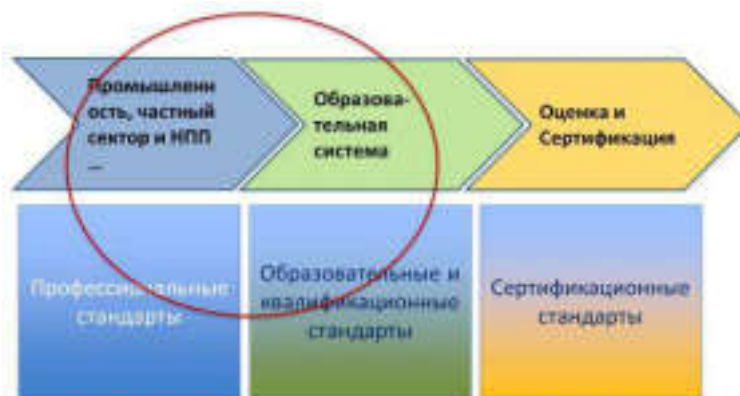 Промышленн
ость, частный
сектор и НПП
...
Образова-
тельная
система
Оценка и
Сертификация
Профессиональные
стандарты
Образовательные и
квалификационные
стандарты
Сертификационные
стандарты